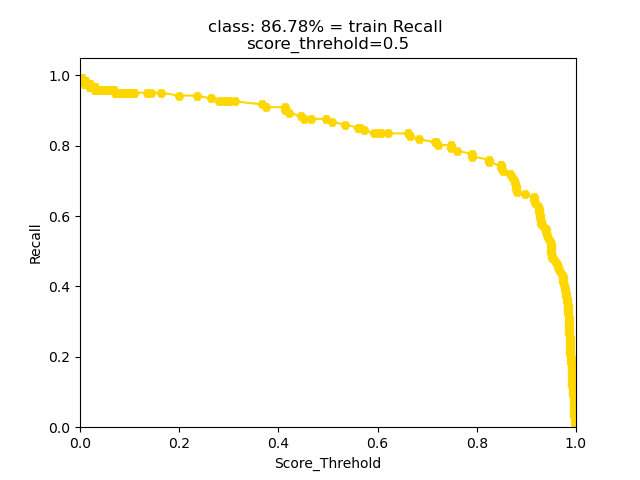 class: 86.78% = train Recall
score_threhold=0.5
1.0
0.8
0.6
0.4
0.2
0.0
Recall
0.0 0.2 0.4 0.6 0.8 1.0
Score_Threhold